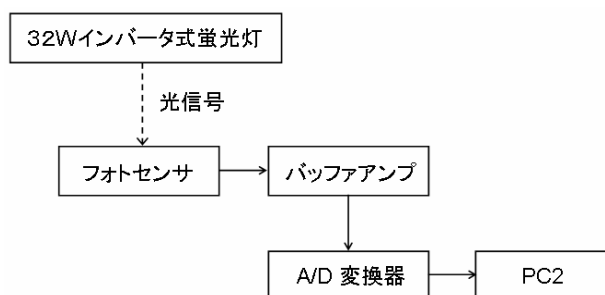 32Wインバータ式蛍光灯
光信号
フォトセンサ
バッファアンプ
A/D 変換器
PC2